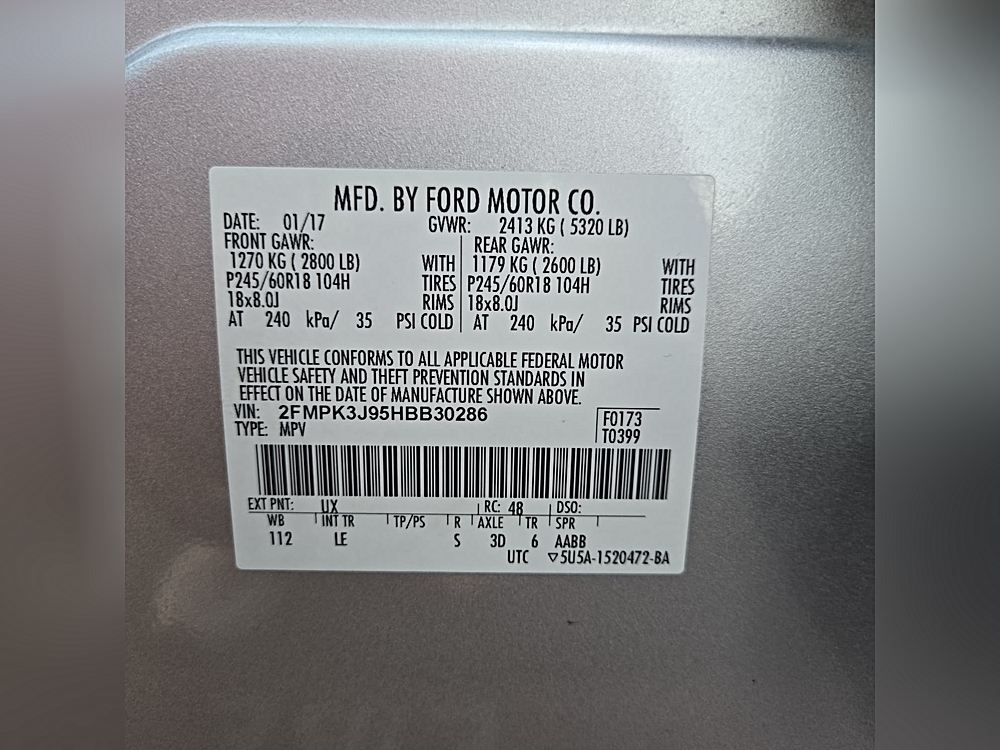 MFD. BY FORD MOTOR CO.
DATE: 01/17 GVWR: 2413 KG ( 5320 LB)
FRONT GAWR: REAR GAWR:
1270 KG ( 2800 LB) WITH 1179 KG ( 2600 LB) WITH
P245/60R18 104H TIRES P245/60R18 104H TIRES
18x8.0J RIMS 18x8.0J RIMS
AT 240 kPa/ 35 PSI COLD AT 240 kPa/ 35 PSI COLD
THIS VEHICLE CONFORMS TO ALL APPLICABLE FEDERAL MOTOR
VEHICLE SAFETY AND THEFT PREVENTION STANDARDS IN
EFFECT ON THE DATE OF MANUFACTURE SHOWN ABOVE.
VIN: 2FMPK3J95HBB30286 F0173
TYPE: MPV T0399
EXT PNT: UX RC: 48 DSO:
WB INT TR TP/PS R AXLE TR SPR
112 LE S 3D 6 AABB
UTC ▽5U5A-1520472-BA